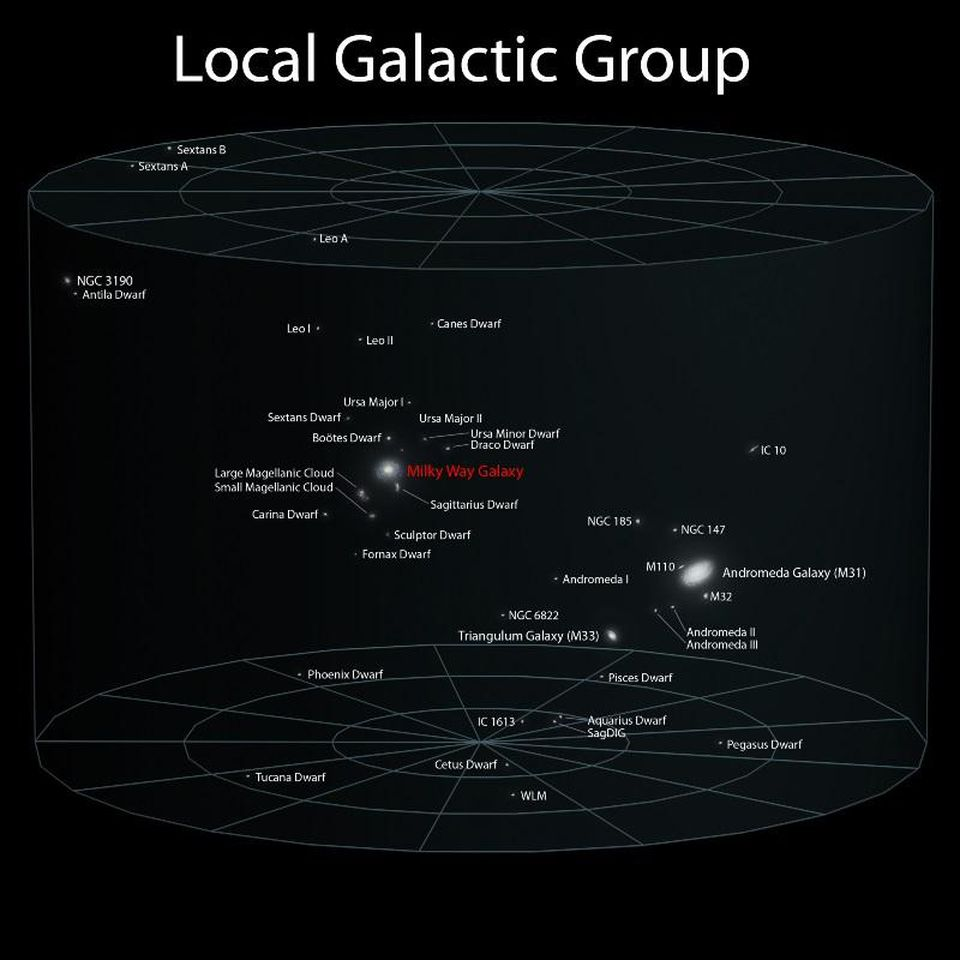 Local Galactic Group
Sextans B
Sextans A
Leo A
NGC 3190
Antila Dwarf
Canes Dwarf
Leo I
Leo II
Ursa Major I
Sextans Dwarf
Ursa Major II
Ursa Minor Dwarf
Boötes Dwarf
Draco Dwarf
IC 10
Milky Way Galaxy
Large Magellanic Cloud
Small Magellanic Cloud
Sagittarius Dwarf
Carina Dwarf
NGC 185
NGC 147
Sculptor Dwarf
Fornax Dwarf
M110
Andromeda Galaxy (M31)
Andromeda I
M32
NGC 6822
Andromeda II
Triangulum Galaxy (M33)
Andromeda III
Phoenix Dwarf
Pisces Dwarf
IC 1613
Aquarius Dwarf
SagDIG
Pegasus Dwarf
Cetus Dwarf
Tucana Dwarf
WLM